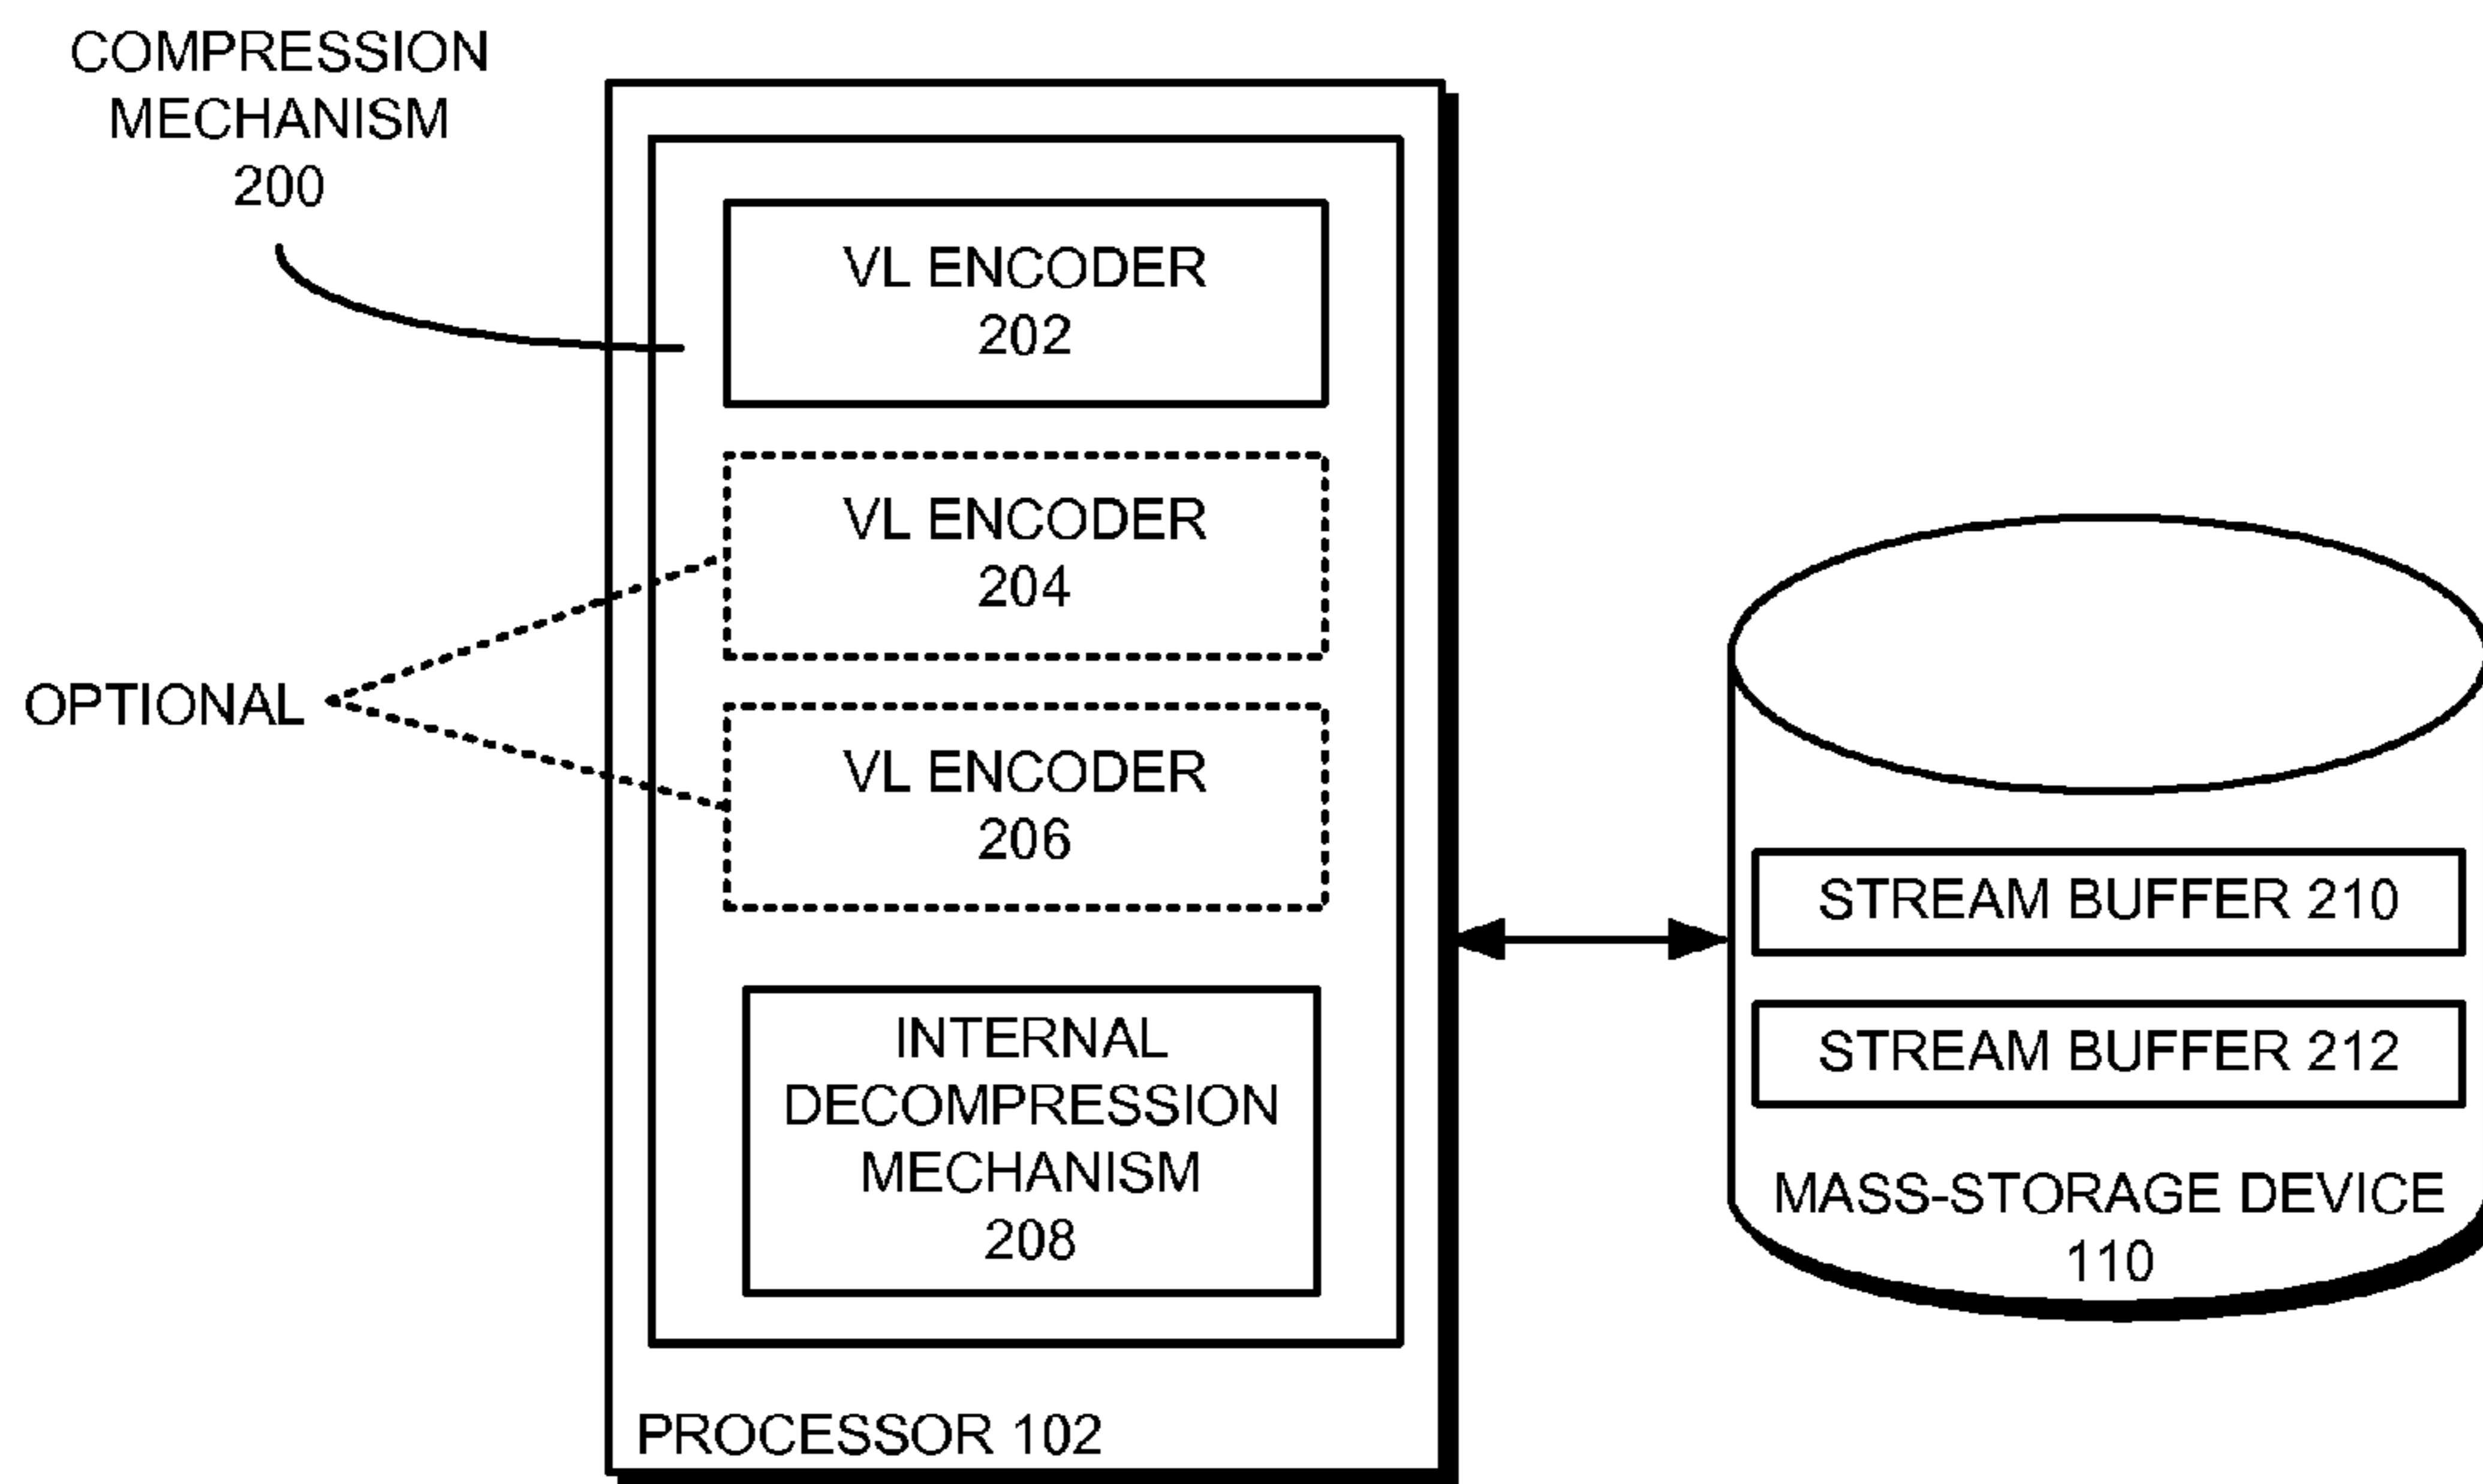 COMPRESSION
MECHANISM
200
VL ENCODER
202
VL ENCODER
204
OPTIONAL
VL ENCODER
206
INTERNAL
DECOMPRESSION
MECHANISM
208
PROCESSOR 102
STREAM BUFFER 210
STREAM BUFFER 212
MASS-STORAGE DEVICE
110